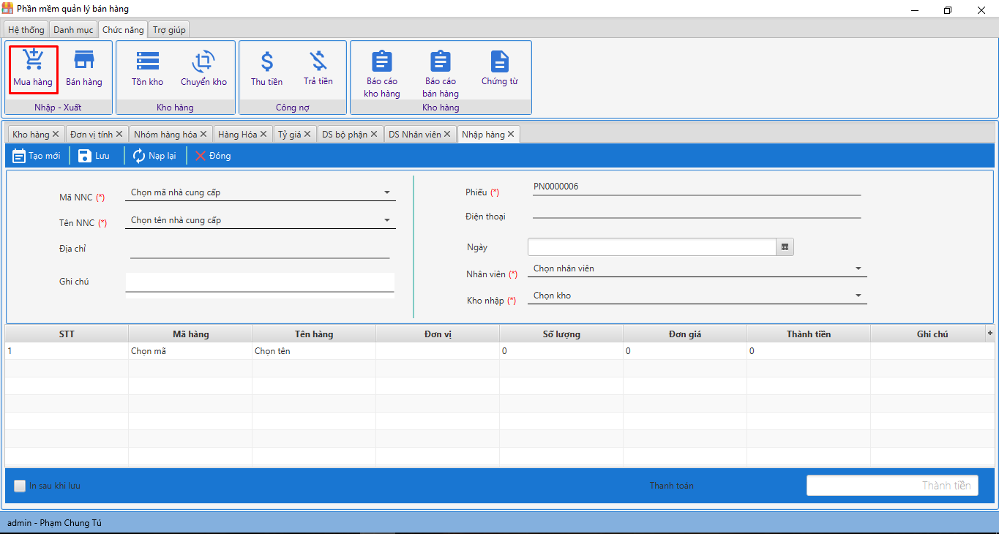 Phần mềm quản lý bán hàng
Hệ thống Danh mục Chức năng Trợ giúp
Mua hàng Bán hàng Tồn kho Chuyển kho Thu tiền Trả tiền Báo cáo kho hàng Báo cáo bán hàng Chứng từ
Nhập - Xuất Kho hàng Công nợ Kho hàng
Kho hàng Đơn vị tính Nhóm hàng hóa Hàng Hóa Tỷ giá DS bộ phận DS Nhân viên Nhập hàng
Tạo mới Lưu Nạp lại Đóng
Mã NNC (*) Chọn mã nhà cung cấp
Tên NNC (*) Chọn tên nhà cung cấp
Địa chỉ
Ghi chú
Phiếu (*) PN0000006
Điện thoại
Ngày
Nhân viên (*) Chọn nhân viên
Kho nhập (*) Chọn kho
STT Mã hàng Tên hàng Đơn vị Số lượng Đơn giá Thành tiền Ghi chú +
1 Chọn mã Chọn tên 0 0 0
In sau khi lưu Thanh toán Thành tiền
admin - Phạm Chung Tú